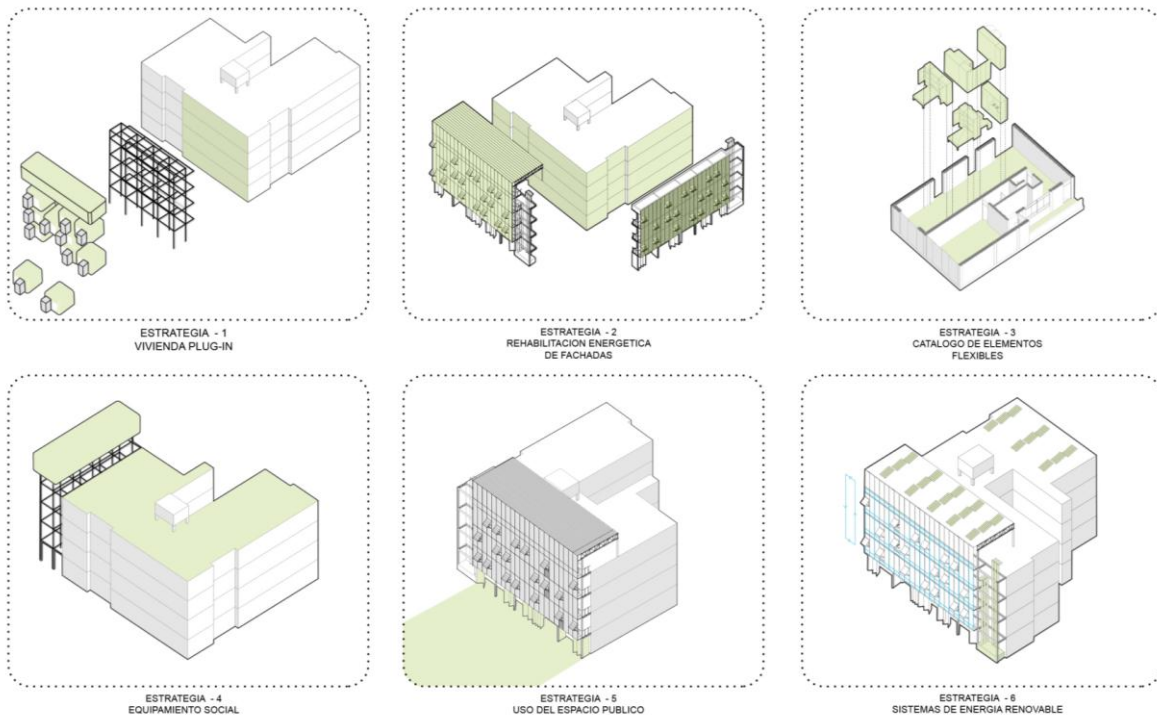 ESTRATEGIA - 1
VIVIENDA PLUG-IN
ESTRATEGIA - 2
REHABILITACION ENERGETICA
DE FACHADAS
ESTRATEGIA - 3
CATALOGO DE ELEMENTOS
FLEXIBLES
ESTRATEGIA - 4
EQUIPAMIENTO SOCIAL
ESTRATEGIA - 5
USO DEL ESPACIO PUBLICO
ESTRATEGIA - 6
SISTEMAS DE ENERGIA RENOVABLE